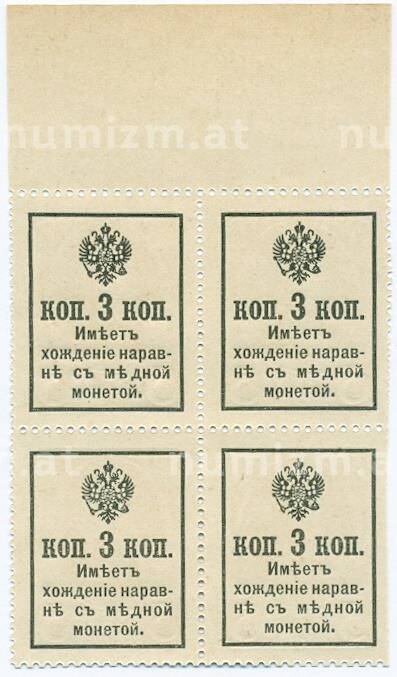 numizm.at
nu
коп. 3 коп.
Имѣетъ
хожденіе нарав-
нѣ съ мѣдной
монетой.
коп. 3 коп.
Имѣетъ
хожденіе нарав-
нѣ съ мѣдной
монетой.
.at
numizm.at
коп. 3 коп.
Имѣетъ
хожденіе нарав-
нѣ съ мѣдной
монетой.
коп. 3 коп.
Имѣетъ
хожденіе нарав-
нѣ съ мѣдной
монетой.